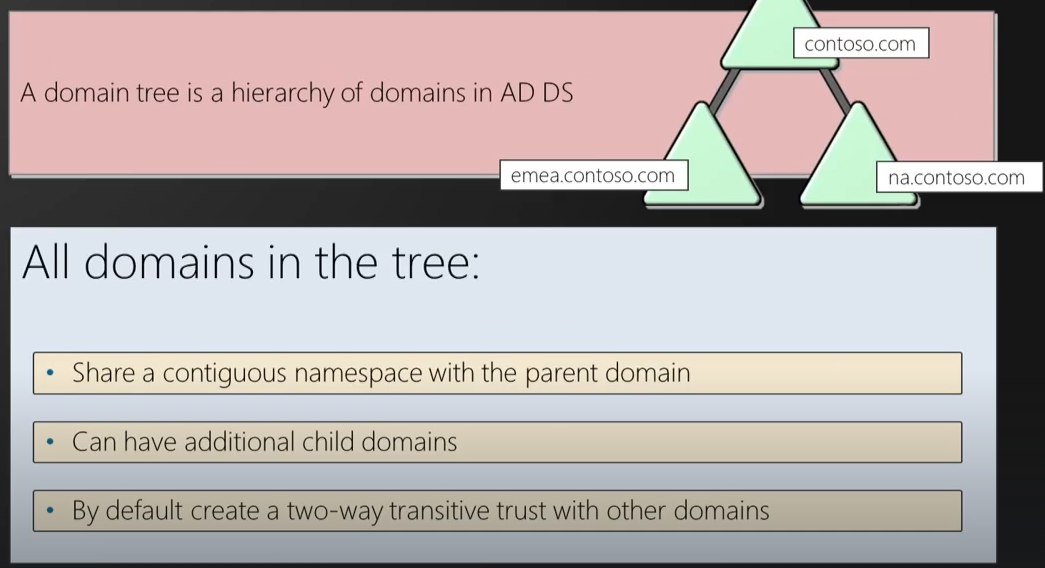 contoso.com
A domain tree is a hierarchy of domains in AD DS
emea.contoso.com
na.contoso.com
All domains in the tree:
• Share a contiguous namespace with the parent domain
• Can have additional child domains
• By default create a two-way transitive trust with other domains